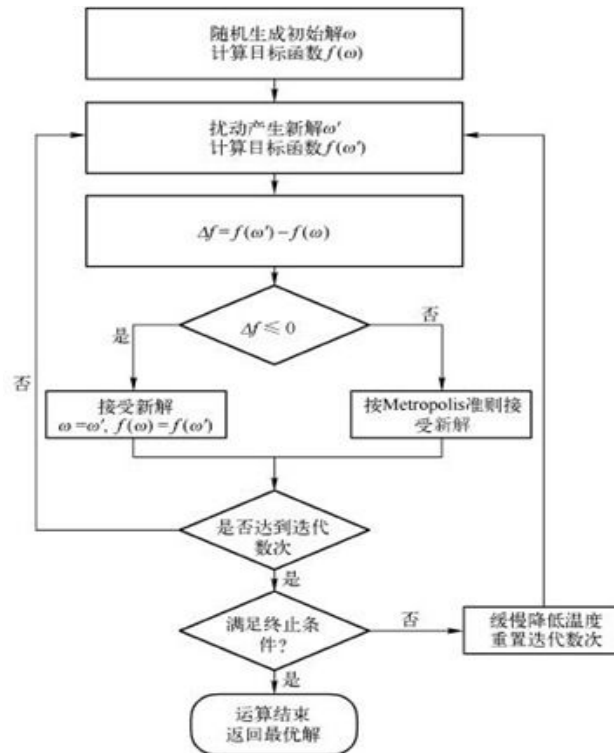 随机生成初始解ω
计算目标函数f(ω)
扰动产生新解ω′
计算目标函数f(ω′)
Δf=f(ω′)−f(ω)
Δf≤0
是
否
接受新解
ω=ω′, f(ω)=f(ω′)
按Metropolis准则接
受新解
否
是否达到迭代
数次
是
满足终止条
件?
否
缓慢降低温度
重置迭代数次
是
运算结束
返回最优解